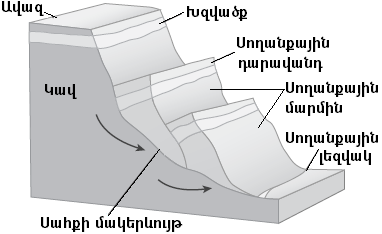 Ավազ
Խզվածք
Սողանքային
դարավանդ
Կավ
Սողանքային
մարմին
Սողանքային
լեզվակ
Սահքի մակերևույթ